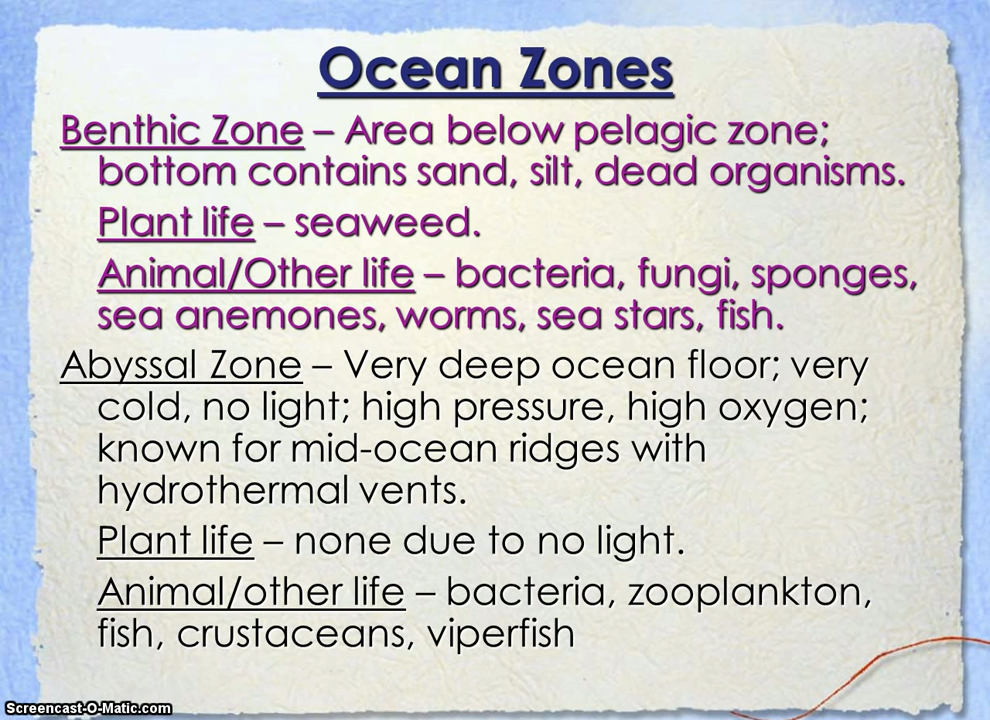 Ocean Zones
Benthic Zone – Area below pelagic zone;
bottom contains sand, silt, dead organisms.
Plant life – seaweed.
Animal/Other life – bacteria, fungi, sponges,
sea anemones, worms, sea stars, fish.
Abyssal Zone – Very deep ocean floor; very
cold, no light; high pressure, high oxygen;
known for mid-ocean ridges with
hydrothermal vents.
Plant life – none due to no light.
Animal/other life – bacteria, zooplankton,
fish, crustaceans, viperfish
Screencast-O-Matic.com